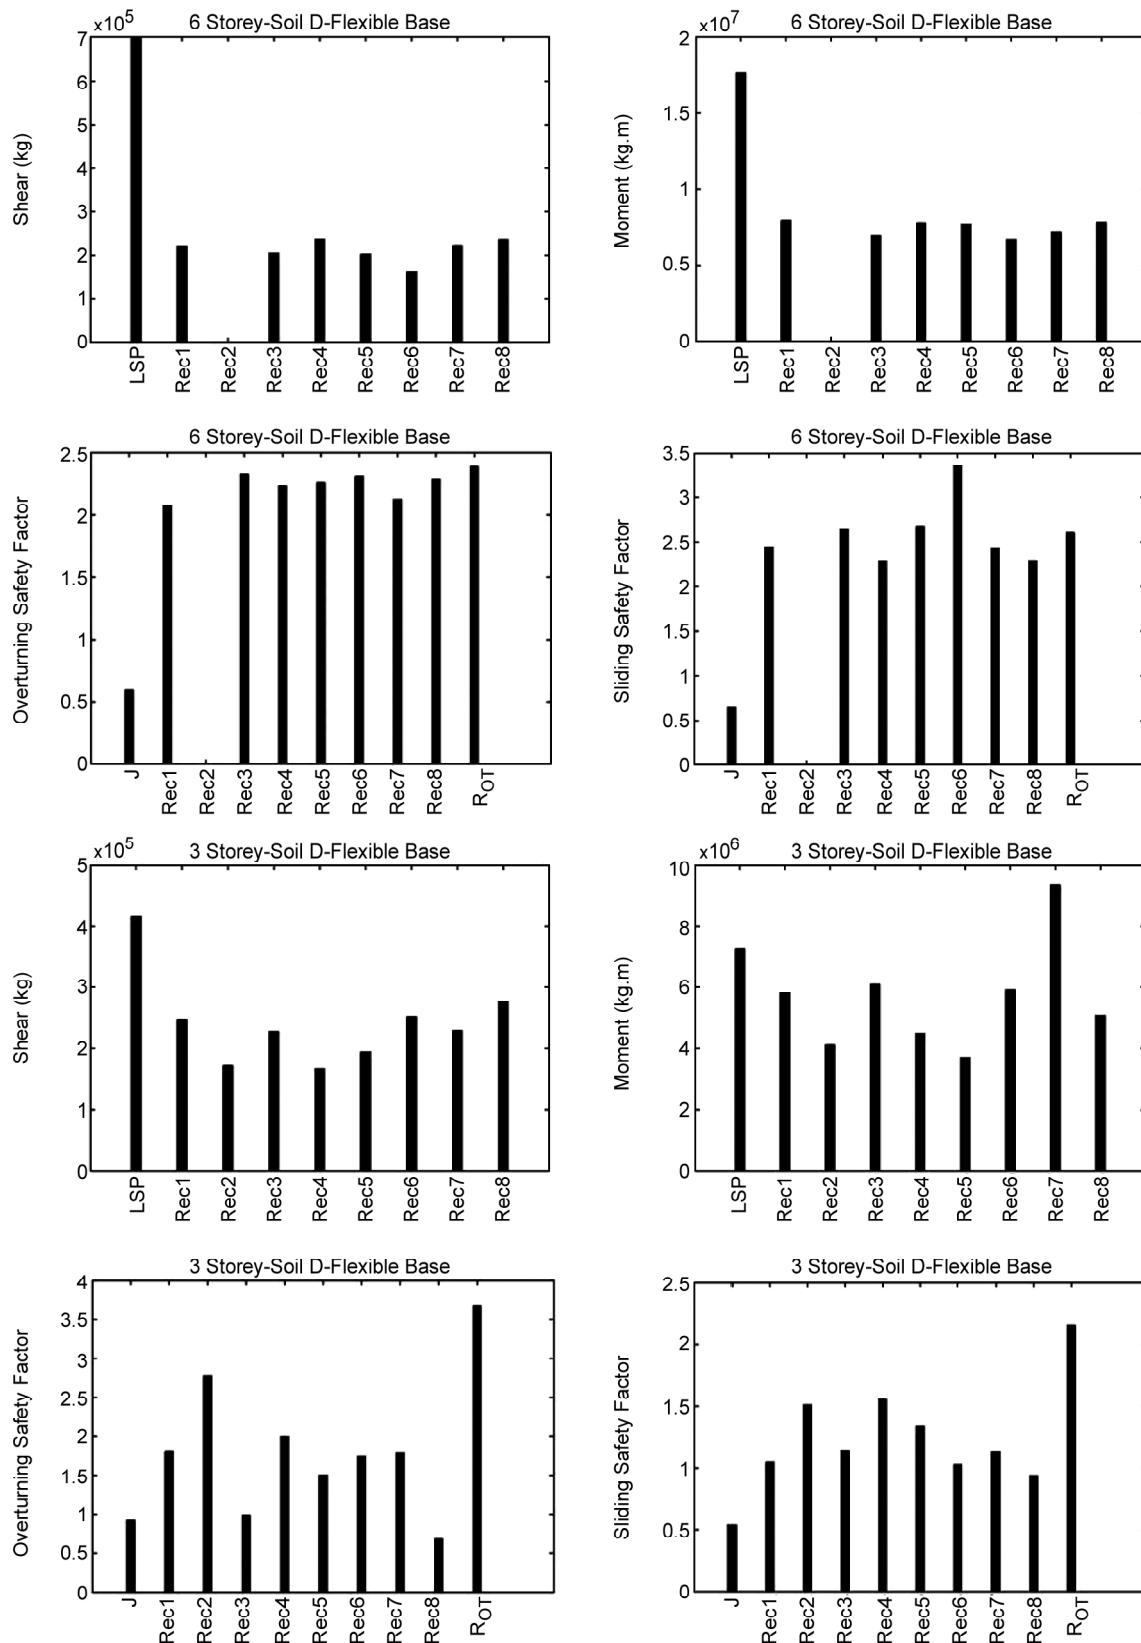 6 Storey-Soil D-Flexible Base
x10⁵
7
6
5
4
3
2
1
0
Shear (kg)
LSP Rec1 Rec2 Rec3 Rec4 Rec5 Rec6 Rec7 Rec8
6 Storey-Soil D-Flexible Base
x10⁷
2
1.5
1
0.5
0
Moment (kg.m)
LSP Rec1 Rec2 Rec3 Rec4 Rec5 Rec6 Rec7 Rec8
6 Storey-Soil D-Flexible Base
2.5
2
1.5
1
0.5
0
Overturning Safety Factor
J Rec1 Rec2 Rec3 Rec4 Rec5 Rec6 Rec7 Rec8 R_OT
6 Storey-Soil D-Flexible Base
3.5
3
2.5
2
1.5
1
0.5
0
Sliding Safety Factor
J Rec1 Rec2 Rec3 Rec4 Rec5 Rec6 Rec7 Rec8 R_OT
3 Storey-Soil D-Flexible Base
x10⁵
5
4
3
2
1
0
Shear (kg)
LSP Rec1 Rec2 Rec3 Rec4 Rec5 Rec6 Rec7 Rec8
3 Storey-Soil D-Flexible Base
x10⁶
10
8
6
4
2
0
Moment (kg.m)
LSP Rec1 Rec2 Rec3 Rec4 Rec5 Rec6 Rec7 Rec8
3 Storey-Soil D-Flexible Base
4
3.5
3
2.5
2
1.5
1
0.5
0
Overturning Safety Factor
J Rec1 Rec2 Rec3 Rec4 Rec5 Rec6 Rec7 Rec8 R_OT
3 Storey-Soil D-Flexible Base
2.5
2
1.5
1
0.5
0
Sliding Safety Factor
J Rec1 Rec2 Rec3 Rec4 Rec5 Rec6 Rec7 Rec8 R_OT